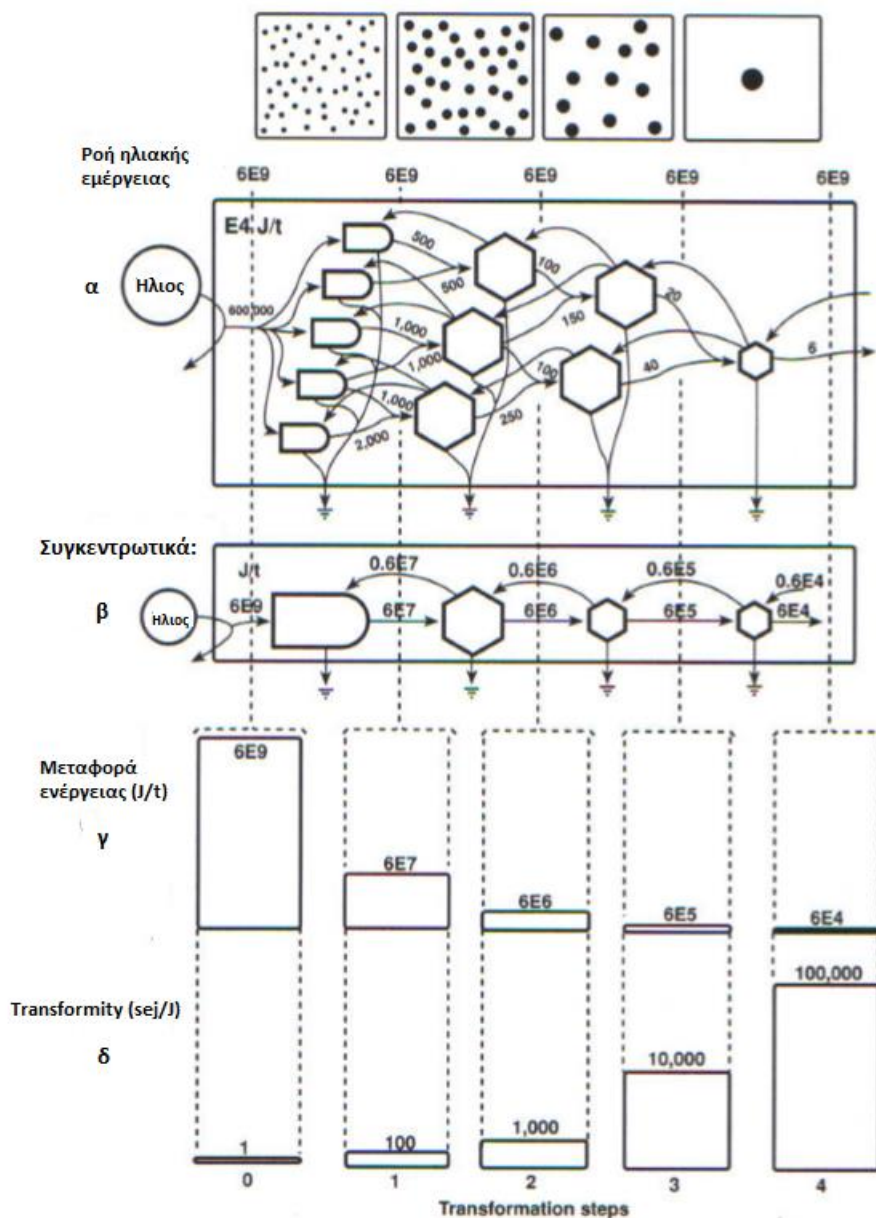 Ροή ηλιακής
εμέργειας
6E9
6E9
6E9
6E9
6E9
E4 J/t
α
Ηλιος
600,000
500
500
1,000
1,000
1,000
2,000
100
150
100
250
20
40
6
Συγκεντρωτικά:
β
J/t
Ηλιος
6E9
0.6E7
6E7
0.6E6
6E6
0.6E5
6E5
0.6E4
6E4
Μεταφορά
ενέργειας (J/t)
γ
6E9
6E7
6E6
6E5
6E4
Transformity (sej/J)
δ
1
100
1,000
10,000
100,000
0
1
2
3
4
Transformation steps